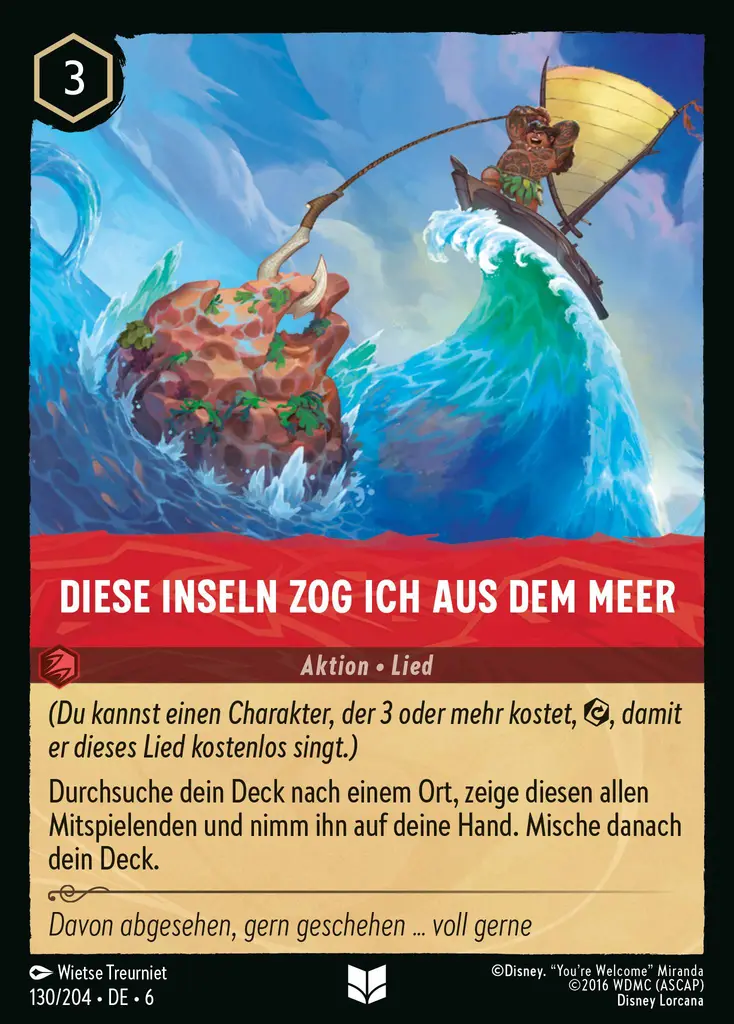 3
DIESE INSELN ZOG ICH AUS DEM MEER
Aktion • Lied
(Du kannst einen Charakter, der 3 oder mehr kostet, , damit
er dieses Lied kostenlos singt.)
Durchsuche dein Deck nach einem Ort, zeige diesen allen
Mitspielenden und nimm ihn auf deine Hand. Mische danach
dein Deck.
Davon abgesehen, gern geschehen ... voll gerne
Wietse Treurniet
130/204 • DE • 6
©Disney. “You’re Welcome” Miranda
©2016 WDMC (ASCAP)
Disney Lorcana